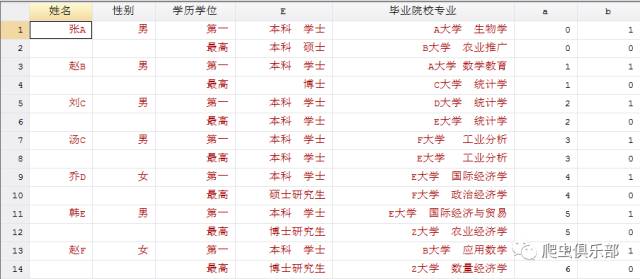 姓名 性别 学历学位 E 毕业院校专业 a b
1 张A 男 第一 本科 学士 A大学 生物学 0 1
2 最高 本科 硕士 B大学 农业推广 0 0
3 赵B 男 第一 本科 学士 A大学 数学教育 1 1
4 最高 博士 C大学 统计学 1 0
5 刘C 男 第一 本科 学士 D大学 统计学 2 1
6 最高 本科 学士 E大学 统计学 2 0
7 汤C 男 第一 本科 学士 F大学 工业分析 3 1
8 最高 本科 学士 E大学 工业分析 3 0
9 乔D 女 第一 本科 学士 E大学 国际经济学 4 1
10 最高 硕士研究生 F大学 政治经济学 4 0
11 韩E 男 第一 本科 学士 E大学 国际经济与贸易 5 1
12 最高 博士研究生 Z大学 农业经济学 5 0
13 赵F 女 第一 本科 学士 B大学 应用数学 6 1
14 最高 博士研究生 Z大学 数量经济学 6 0
爬虫俱乐部